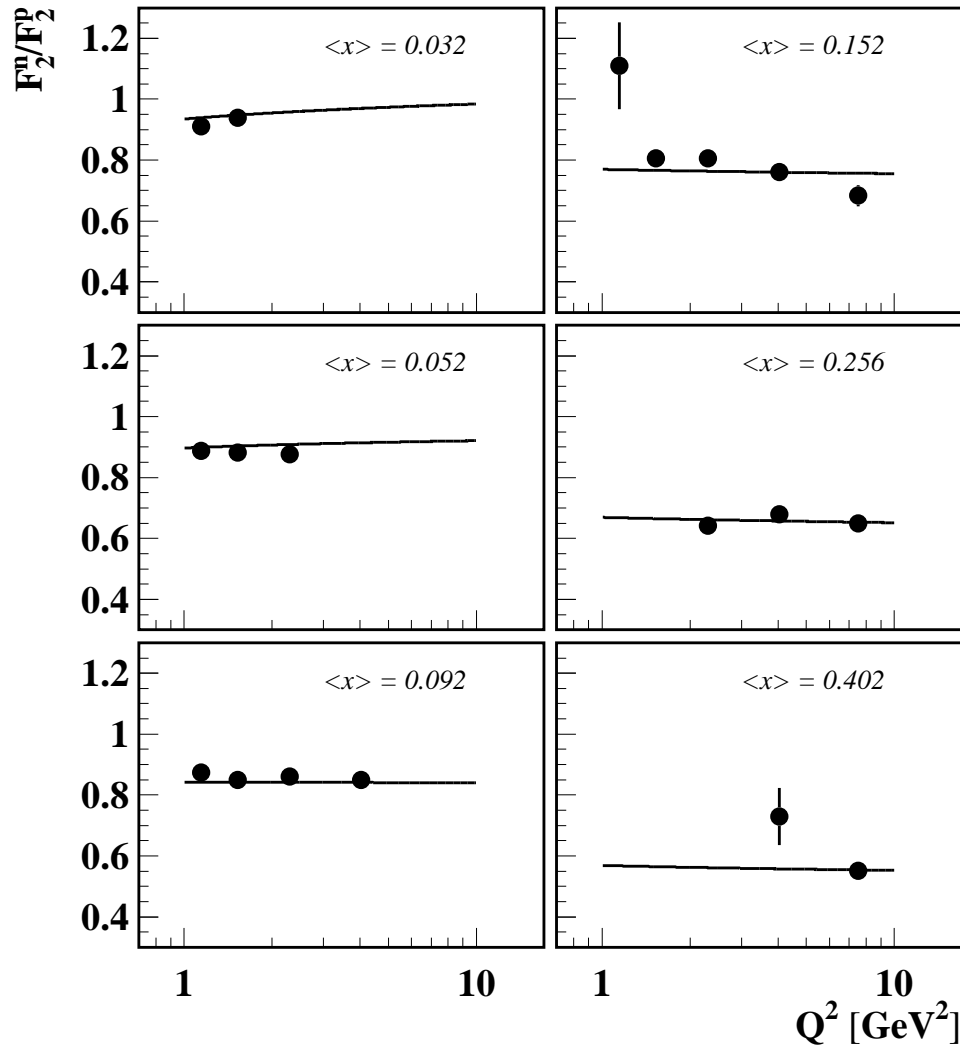 F₂ⁿ/F₂ᵖ
1.2
1
0.8
0.6
0.4
<x> = 0.032
<x> = 0.152
1.2
1
0.8
0.6
0.4
<x> = 0.052
<x> = 0.256
1.2
1
0.8
0.6
0.4
<x> = 0.092
<x> = 0.402
1 10
1 10
Q² [GeV²]